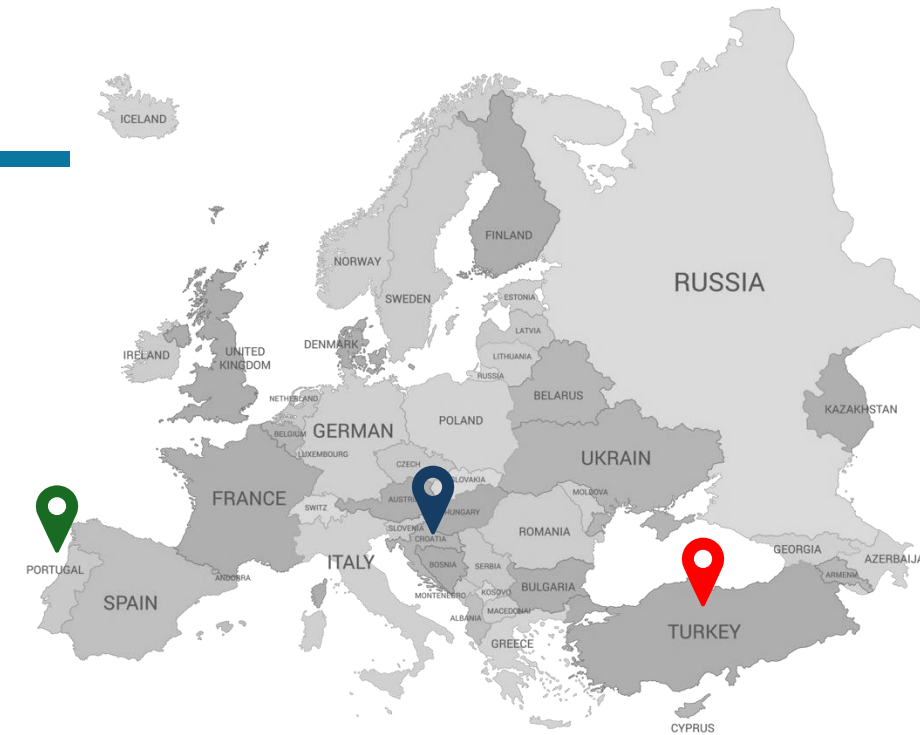 ICELAND
FINLAND
NORWAY
RUSSIA
SWEDEN
ESTONIA
LATVIA
DENMARK
IRELAND
UNITED
KINGDOM
LITHUANIA
RUSSIA
BELARUS
NETHERLAND
KAZAKHSTAN
POLAND
BELGIUM
GERMAN
LUXEMBOURG
UKRAIN
CZECH
SLOVAKIA
FRANCE
AUSTRI
MOLDOVA
SWITZ
HUNGARY
SLOVENIA
CROATIA
ROMANIA
GEORGIA
AZERBAIJA
ITALY
BOSNIA
SERBIA
PORTUGAL
ANDORRA
ARMENIA
BULGARIA
MONTENEGRO
KOSOVO
SPAIN
MACEDONAI
ALBANIA
TURKEY
GREECE
CYPRUS